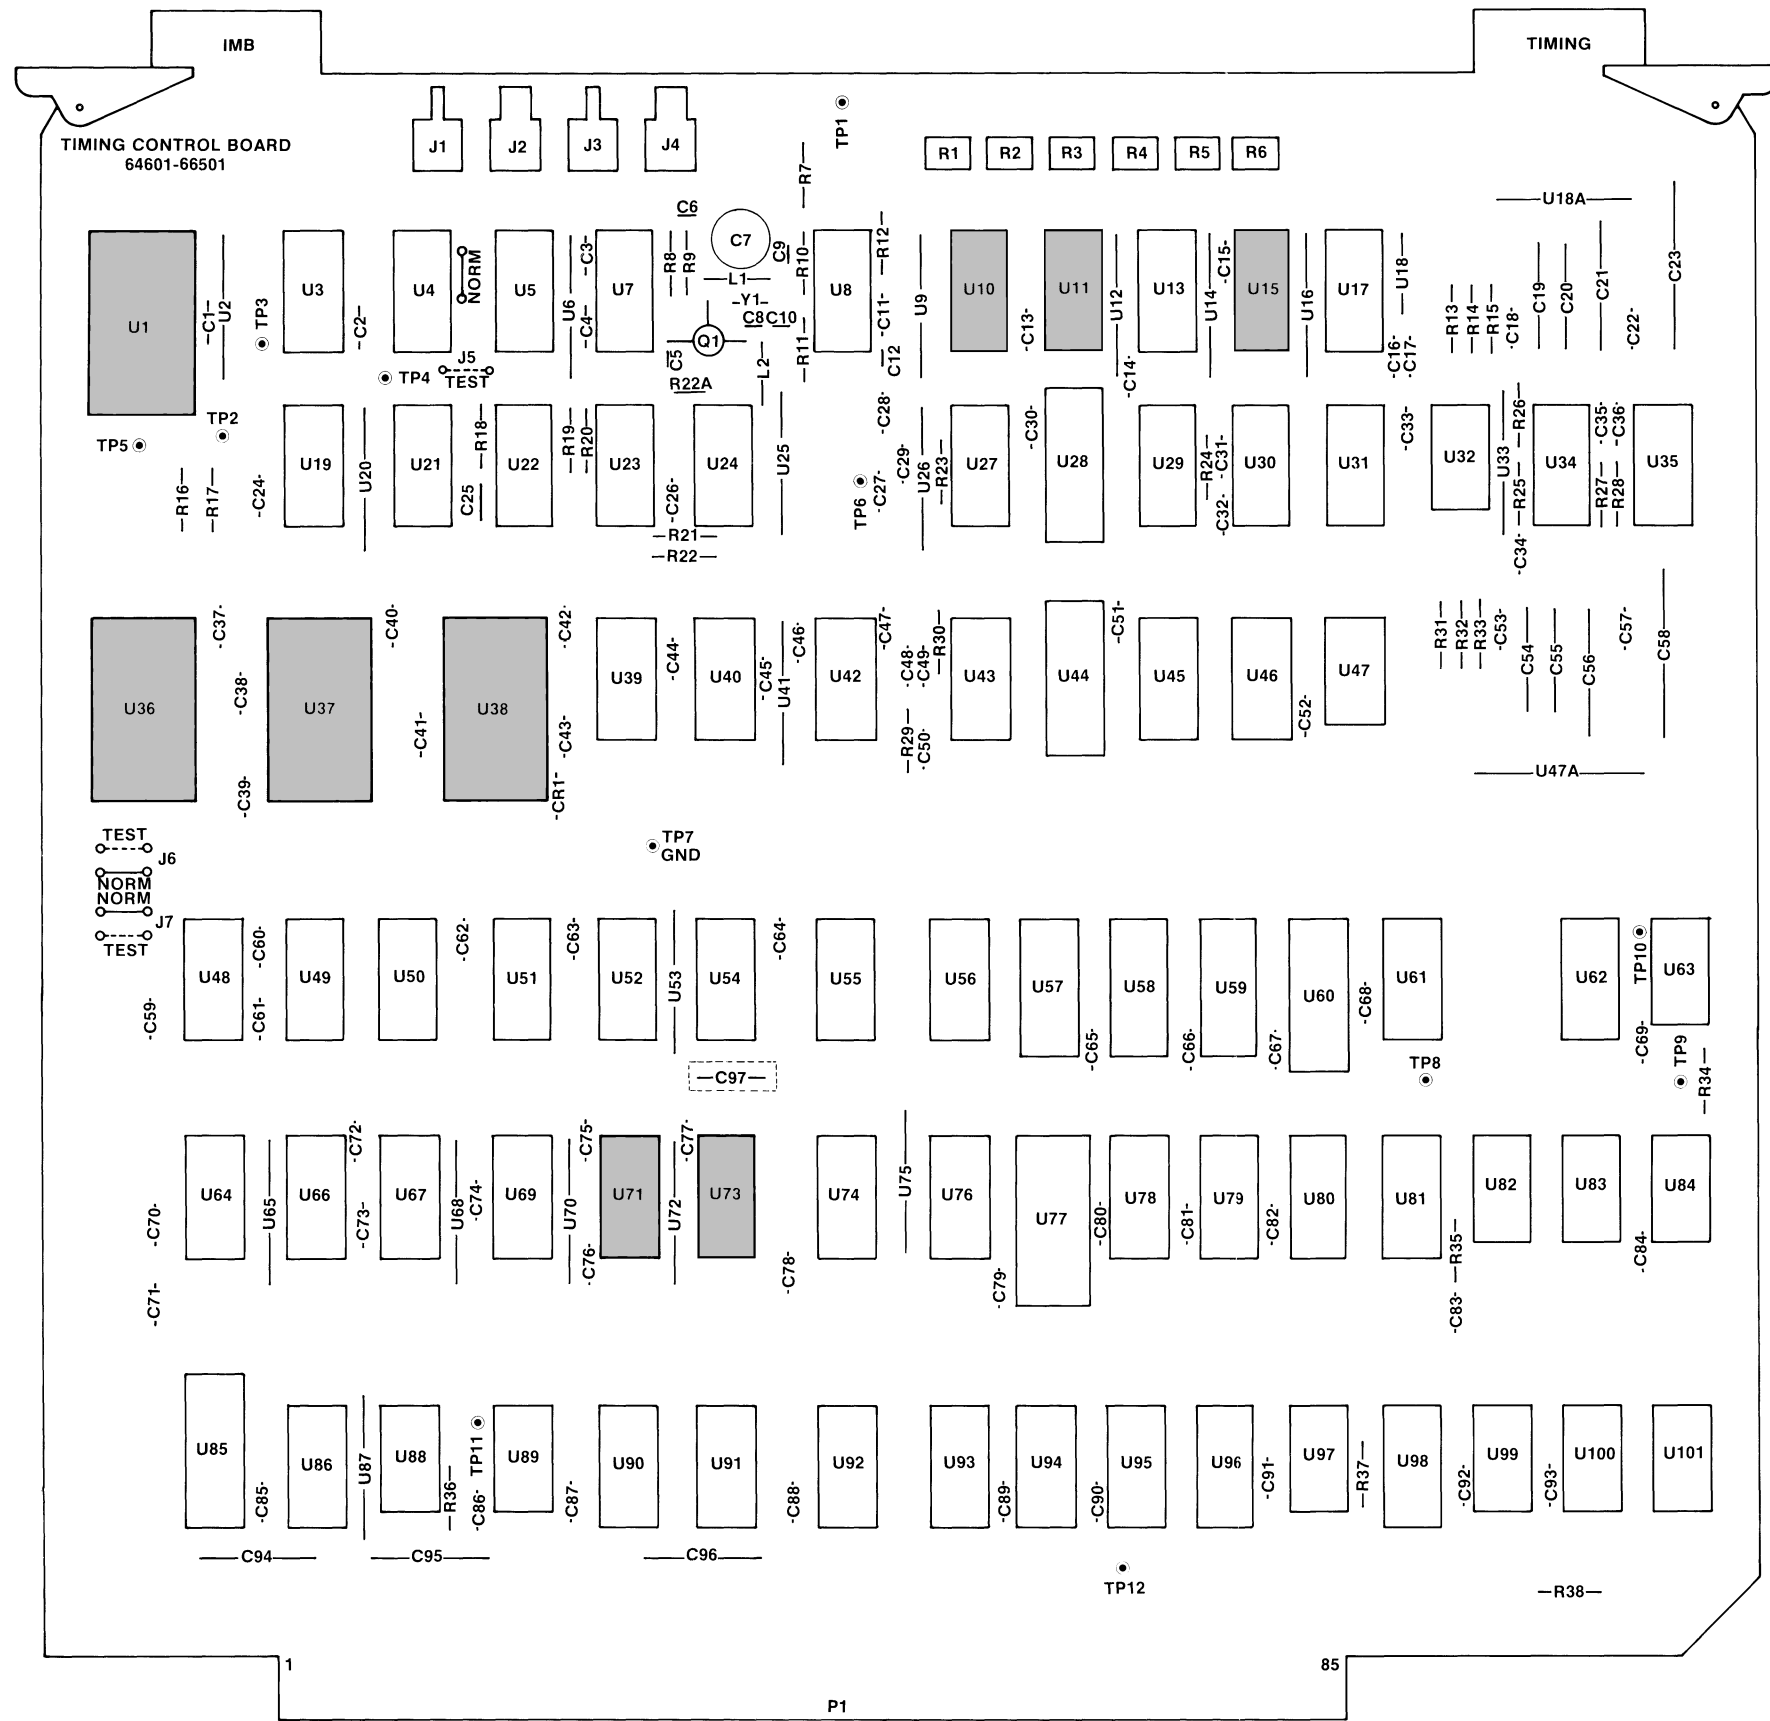 IMB
TIMING
TIMING CONTROL BOARD
64601-66501
J1
J2
J3
J4
TP1
R1
R2
R3
R4
R5
R6
R7
U18A
C6
C7
C9
R8
R9
R10
R12
L1
Y1
C8
C10
Q1
C5
R22A
L2
R11
U1
C1
U2
TP3
U3
C2
U4
NORM
J5
TEST
TP4
U5
U6
C3
C4
U7
U8
C11
C12
U9
U10
C13
U11
U12
C14
U13
U14
C15
U15
U16
U17
U18
C16
C17
R13
R14
R15
C18
C19
C20
C21
C22
C23
TP2
TP5
R16
R17
C24
U19
U20
U21
R18
C25
U22
R19
R20
U23
C26
U24
R21
R22
U25
TP6
C27
C28
C29
U26
R23
U27
C30
U28
U29
R24
C31
C32
U30
U31
C33
U32
U33
R26
R25
C34
U34
C35
C36
R27
R28
U35
U36
C37
C38
C39
U37
C40
C41
U38
C42
C43
CR1
U39
C44
U40
C45
U41
C46
U42
C47
C48
C49
R30
R29
C50
U43
U44
C51
U45
U46
C52
U47
R31
R32
R33
C53
C54
C55
C56
C57
C58
U47A
TEST
J6
NORM
NORM
J7
TEST
TP7
GND
U48
C59
C60
C61
U49
U50
C62
U51
C63
U52
U53
U54
C64
U55
U56
U57
C65
U58
C66
U59
C67
U60
C68
U61
TP8
U62
TP10
C69
U63
TP9
R34
C97
C70
C71
U64
U65
U66
C72
C73
U67
U68
C74
U69
U70
C75
C76
U71
U72
C77
U73
C78
U74
U75
U76
C79
U77
C80
U78
C81
U79
C82
U80
U81
R35
C83
U82
U83
C84
U84
U85
C85
U86
U87
U88
R36
TP11
C86
U89
C87
U90
U91
C88
U92
U93
C89
U94
C90
U95
U96
C91
U97
R37
U98
C92
U99
C93
U100
U101
C94
C95
C96
TP12
R38
1
85
P1